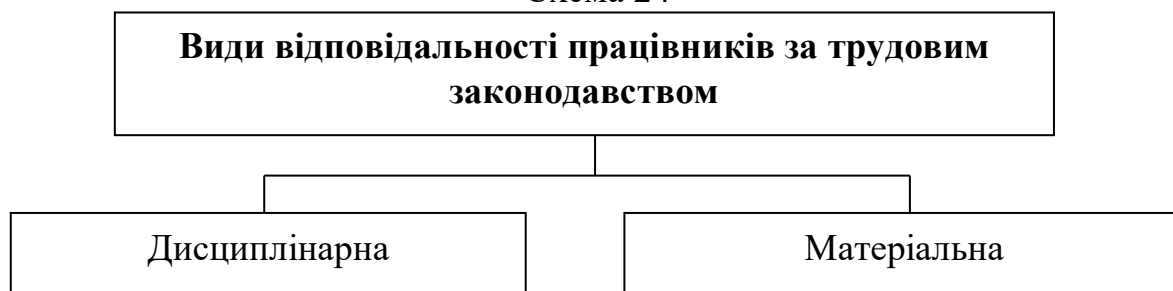 Види відповідальності працівників за трудовим
законодавством
Дисциплінарна
Матеріальна